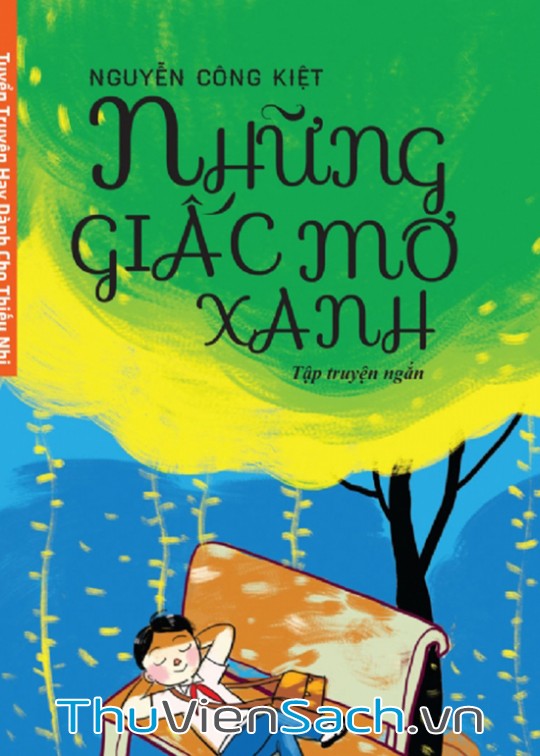 Tuyển Truyện Hay Dành Cho Thiếu Nhi
NGUYỄN CÔNG KIỆT
NHỮNG
GIẤC MƠ
XANH
Tập truyện ngắn
ThuVienSach.vn